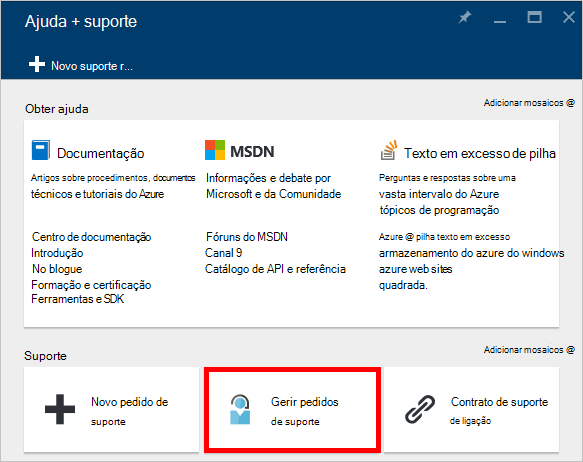 Ajuda + suporte
Novo suporte r...
Obter ajuda
Adicionar mosaicos @
Documentação
Artigos sobre procedimentos, documentos
técnicos e tutoriais do Azure
Centro de documentação
Introdução
No blogue
Formação e certificação
Ferramentas e SDK
MSDN
Informações e debate por
Microsoft e da Comunidade
Fóruns do MSDN
Canal 9
Catálogo de API e referência
Texto em excesso de pilha
Perguntas e respostas sobre uma
vasta intervalo do Azure
tópicos de programação
Azure @ pilha texto em excesso
armazenamento do azure do windows
azure web sites
quadrada.
Suporte
Adicionar mosaicos @
Novo pedido de
suporte
Gerir pedidos
de suporte
Contrato de suporte
de ligação